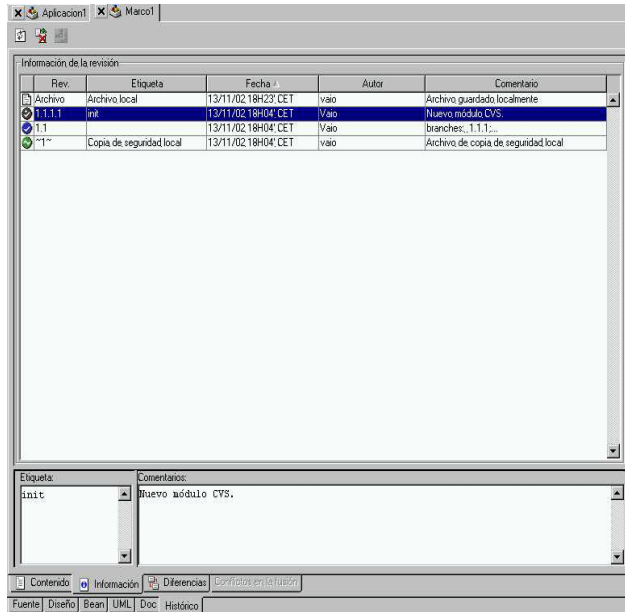 Aplicacion1 Marco1
Información de la revisión
Rev. Etiqueta Fecha Autor Comentario
Archivo Archivo local 13/11/02 18H23' CET vaio Archivo guardado localmente
1.1.1.1 init 13/11/02 18H04' CET Vaio Nuevo módulo CVS.
1.1 13/11/02 18H04' CET Vaio branches: 1.1.1;...
~1~ Copia de seguridad local 13/11/02 18H04' CET vaio Archivo de copia de seguridad local
Etiqueta: Comentarios:
init Nuevo módulo CVS.
Contenido Información Diferencias Conflictos en la fusión
Fuente Diseño Bean UML Doc Histórico